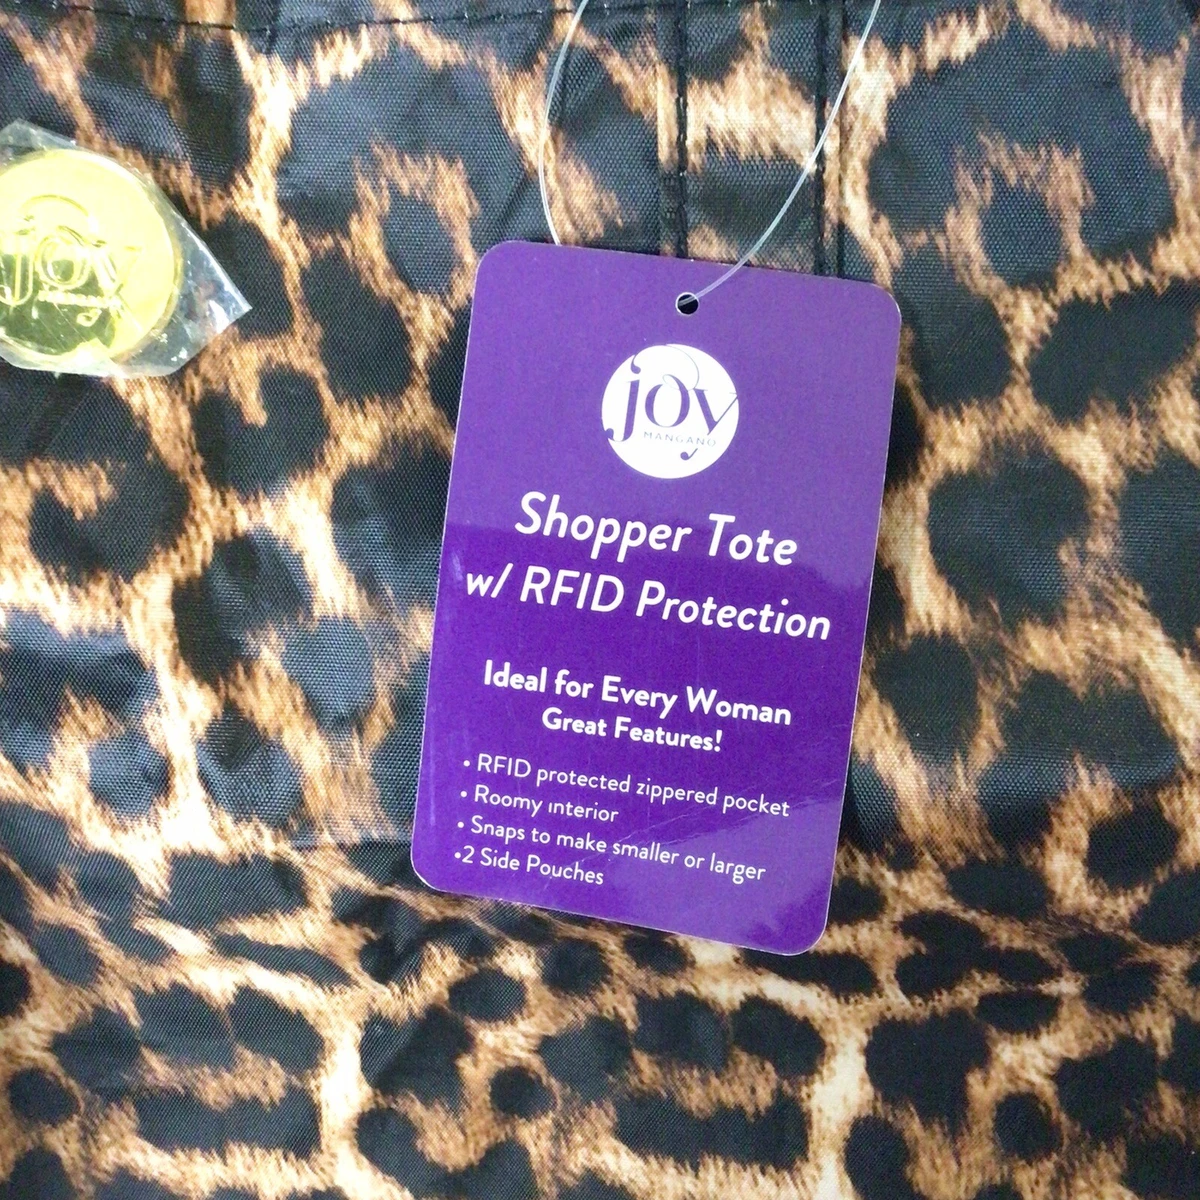 joy
MANGANO
joy
MANGANO
Shopper Tote
w/ RFID Protection
Ideal for Every Woman
Great Features!
• RFID protected zippered pocket
• Roomy interior
• Snaps to make smaller or larger
•2 Side Pouches